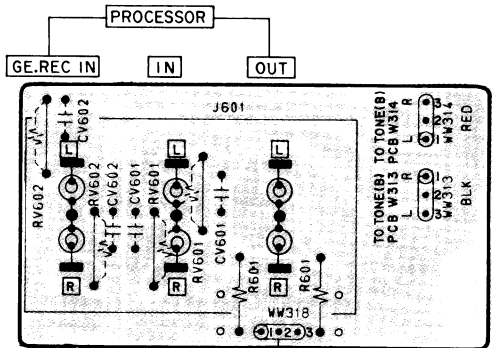 PROCESSOR
GE.REC IN
IN
OUT
J601
CV602
RV602
L
L
L
RV602
CV602
RV601
RV601
CV601
R
R
R
R601
R601
WW318
1 2 3
TO TONE(B)
PCB W314
R
L
3
2
1
WW314
RED
TO TONE(B)
PCB W313
R
L
1
2
3
WW313
BLK